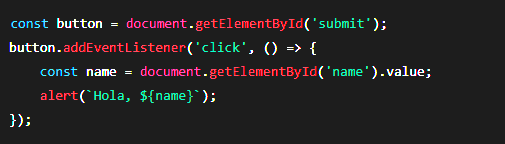 const button = document.getElementById('submit');
button.addEventListener('click', () => {
    const name = document.getElementById('name').value;
    alert(`Hola, ${name}`);
});